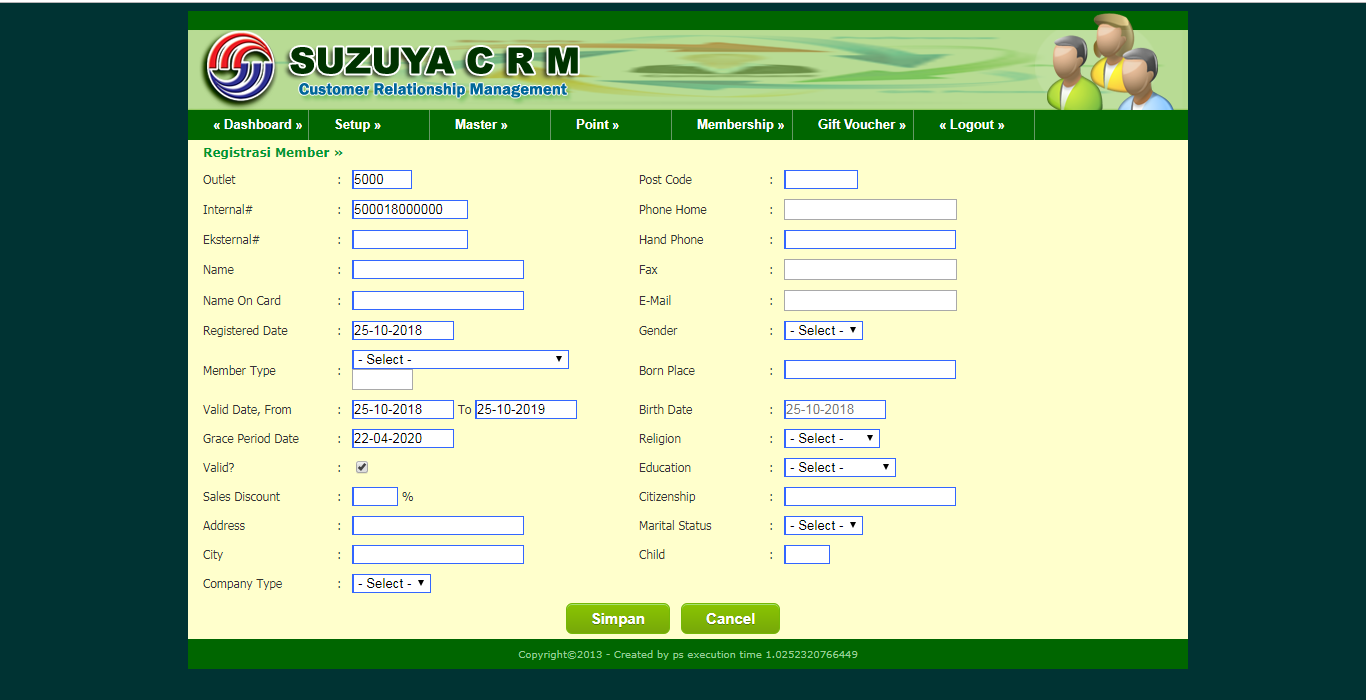 SUZUYA C R M
Customer Relationship Management
« Dashboard » Setup » Master » Point » Membership » Gift Voucher » « Logout »
Registrasi Member »
Outlet : 5000 Post Code :
Internal# : 500018000000 Phone Home :
Eksternal# : Hand Phone :
Name : Fax :
Name On Card : E-Mail :
Registered Date : 25-10-2018 Gender : - Select -
Member Type : - Select - Born Place :
Valid Date, From : 25-10-2018 To 25-10-2019 Birth Date : 25-10-2018
Grace Period Date : 22-04-2020 Religion : - Select -
Valid? : Education : - Select -
Sales Discount : % Citizenship :
Address : Marital Status : - Select -
City : Child :
Company Type : - Select -
Simpan Cancel
Copyright©2013 - Created by ps execution time 1.0252320766449